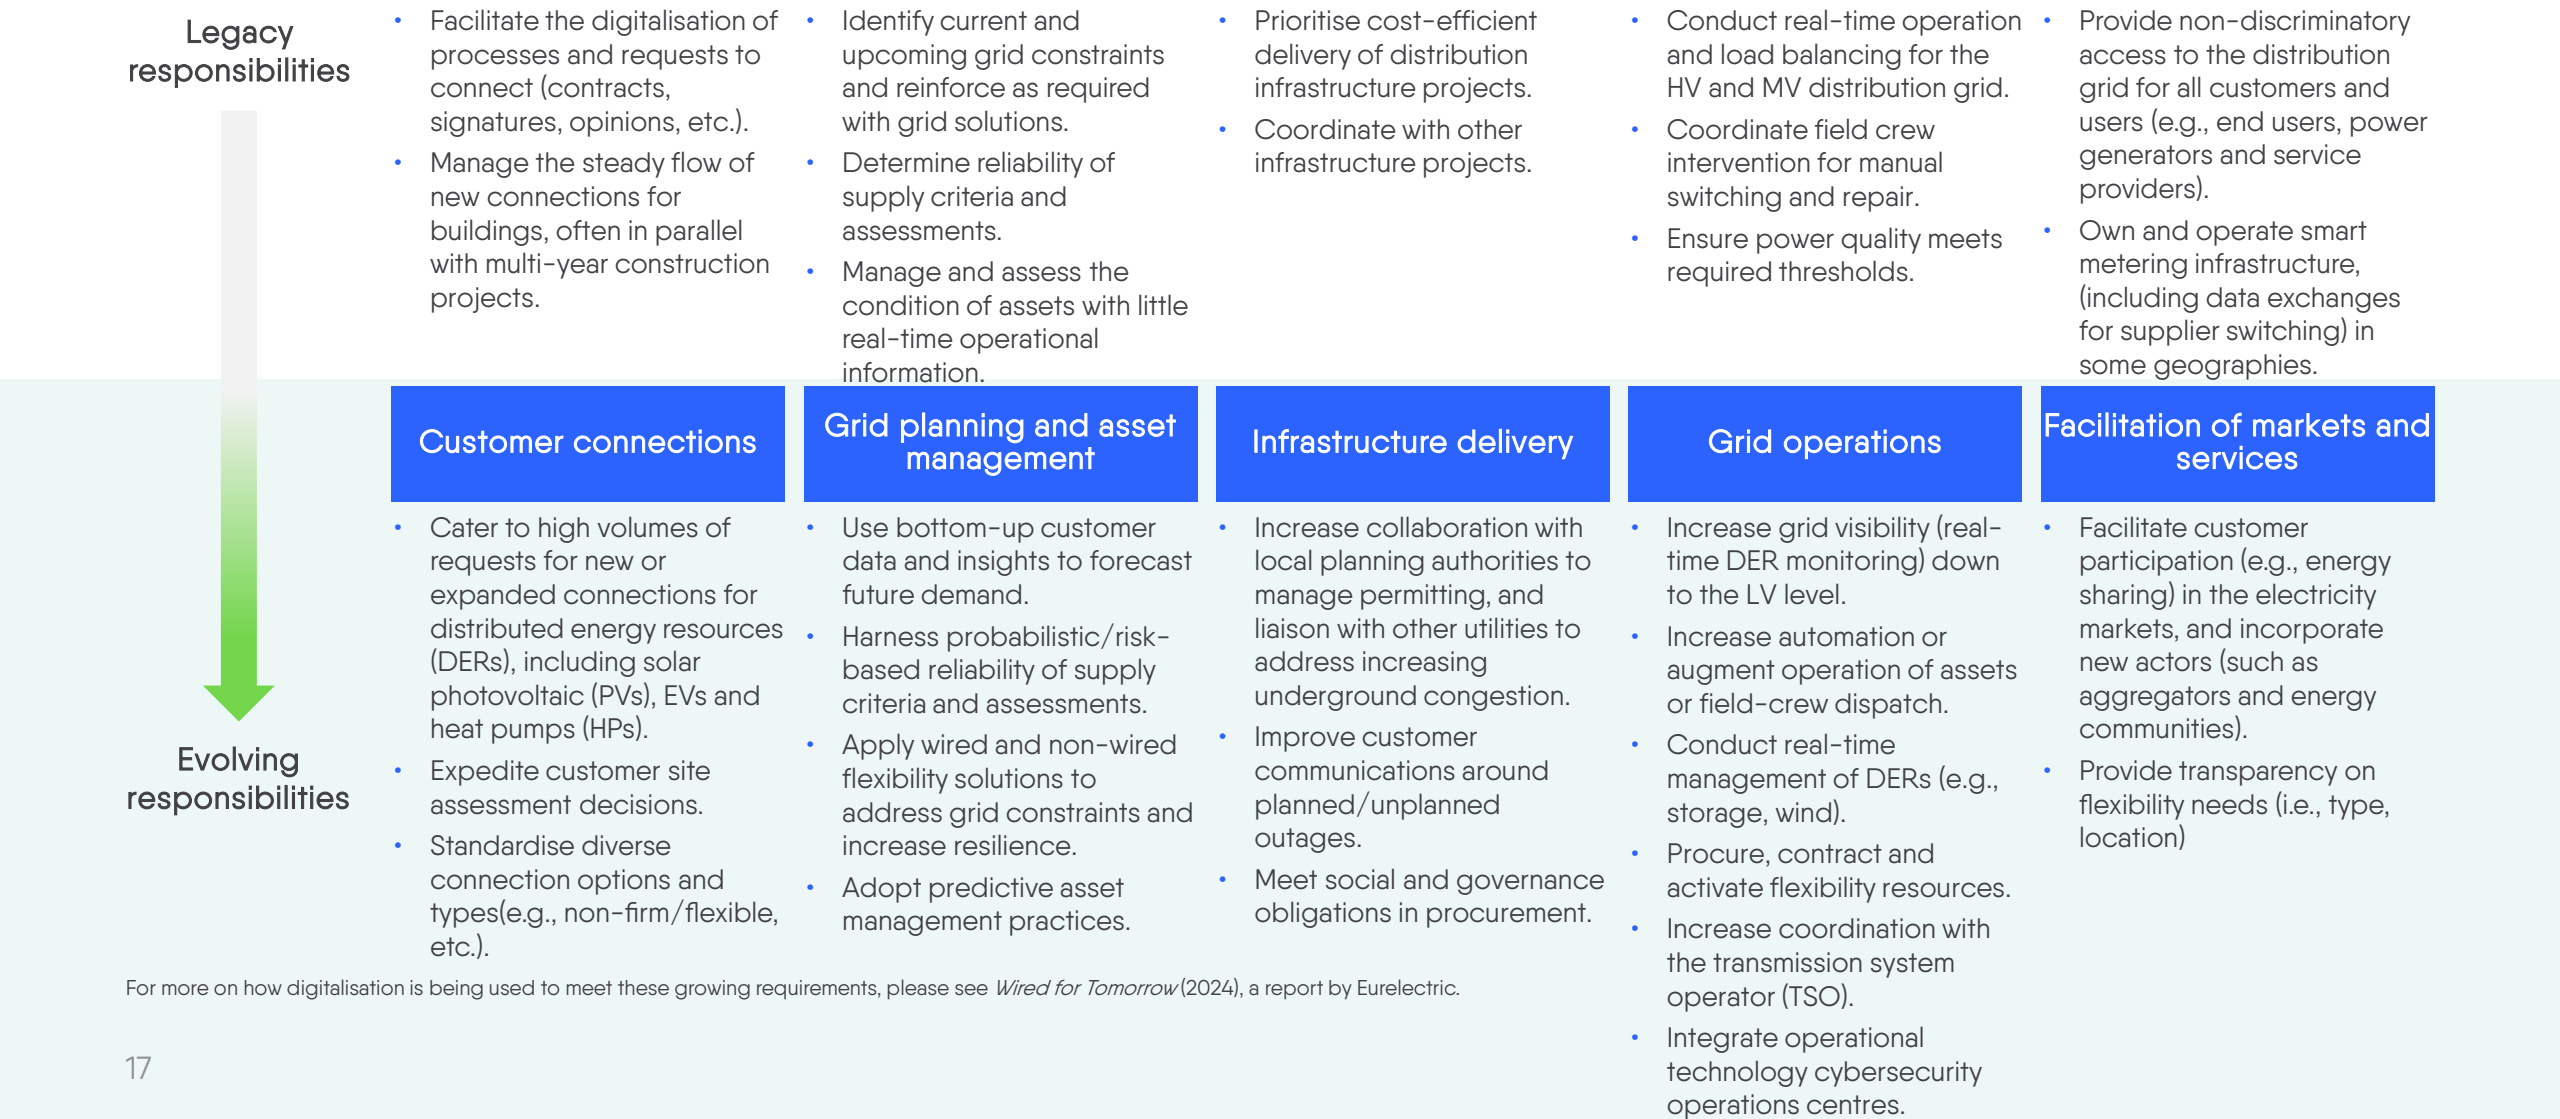 Legacy
responsibilities
• Facilitate the digitalisation of
processes and requests to
connect (contracts,
signatures, opinions, etc.).
• Manage the steady flow of
new connections for
buildings, often in parallel
with multi-year construction
projects.
• Identify current and
upcoming grid constraints
and reinforce as required
with grid solutions.
• Determine reliability of
supply criteria and
assessments.
• Manage and assess the
condition of assets with little
real-time operational
information.
• Prioritise cost-efficient
delivery of distribution
infrastructure projects.
• Coordinate with other
infrastructure projects.
• Conduct real-time operation
and load balancing for the
HV and MV distribution grid.
• Coordinate field crew
intervention for manual
switching and repair.
• Ensure power quality meets
required thresholds.
• Provide non-discriminatory
access to the distribution
grid for all customers and
users (e.g., end users, power
generators and service
providers).
• Own and operate smart
metering infrastructure,
(including data exchanges
for supplier switching) in
some geographies.
Customer connections
Grid planning and asset
management
Infrastructure delivery
Grid operations
Facilitation of markets and
services
Evolving
responsibilities
• Cater to high volumes of
requests for new or
expanded connections for
distributed energy resources
(DERs), including solar
photovoltaic (PVs), EVs and
heat pumps (HPs).
• Expedite customer site
assessment decisions.
• Standardise diverse
connection options and
types(e.g., non-firm/flexible,
etc.).
• Use bottom-up customer
data and insights to forecast
future demand.
• Harness probabilistic/risk-
based reliability of supply
criteria and assessments.
• Apply wired and non-wired
flexibility solutions to
address grid constraints and
increase resilience.
• Adopt predictive asset
management practices.
• Increase collaboration with
local planning authorities to
manage permitting, and
liaison with other utilities to
address increasing
underground congestion.
• Improve customer
communications around
planned/unplanned
outages.
• Meet social and governance
obligations in procurement.
• Increase grid visibility (real-
time DER monitoring) down
to the LV level.
• Increase automation or
augment operation of assets
or field-crew dispatch.
• Conduct real-time
management of DERs (e.g.,
storage, wind).
• Procure, contract and
activate flexibility resources.
• Increase coordination with
the transmission system
operator (TSO).
• Integrate operational
technology cybersecurity
operations centres.
• Facilitate customer
participation (e.g., energy
sharing) in the electricity
markets, and incorporate
new actors (such as
aggregators and energy
communities).
• Provide transparency on
flexibility needs (i.e., type,
location)
For more on how digitalisation is being used to meet these growing requirements, please see Wired for Tomorrow (2024), a report by Eurelectric.
17